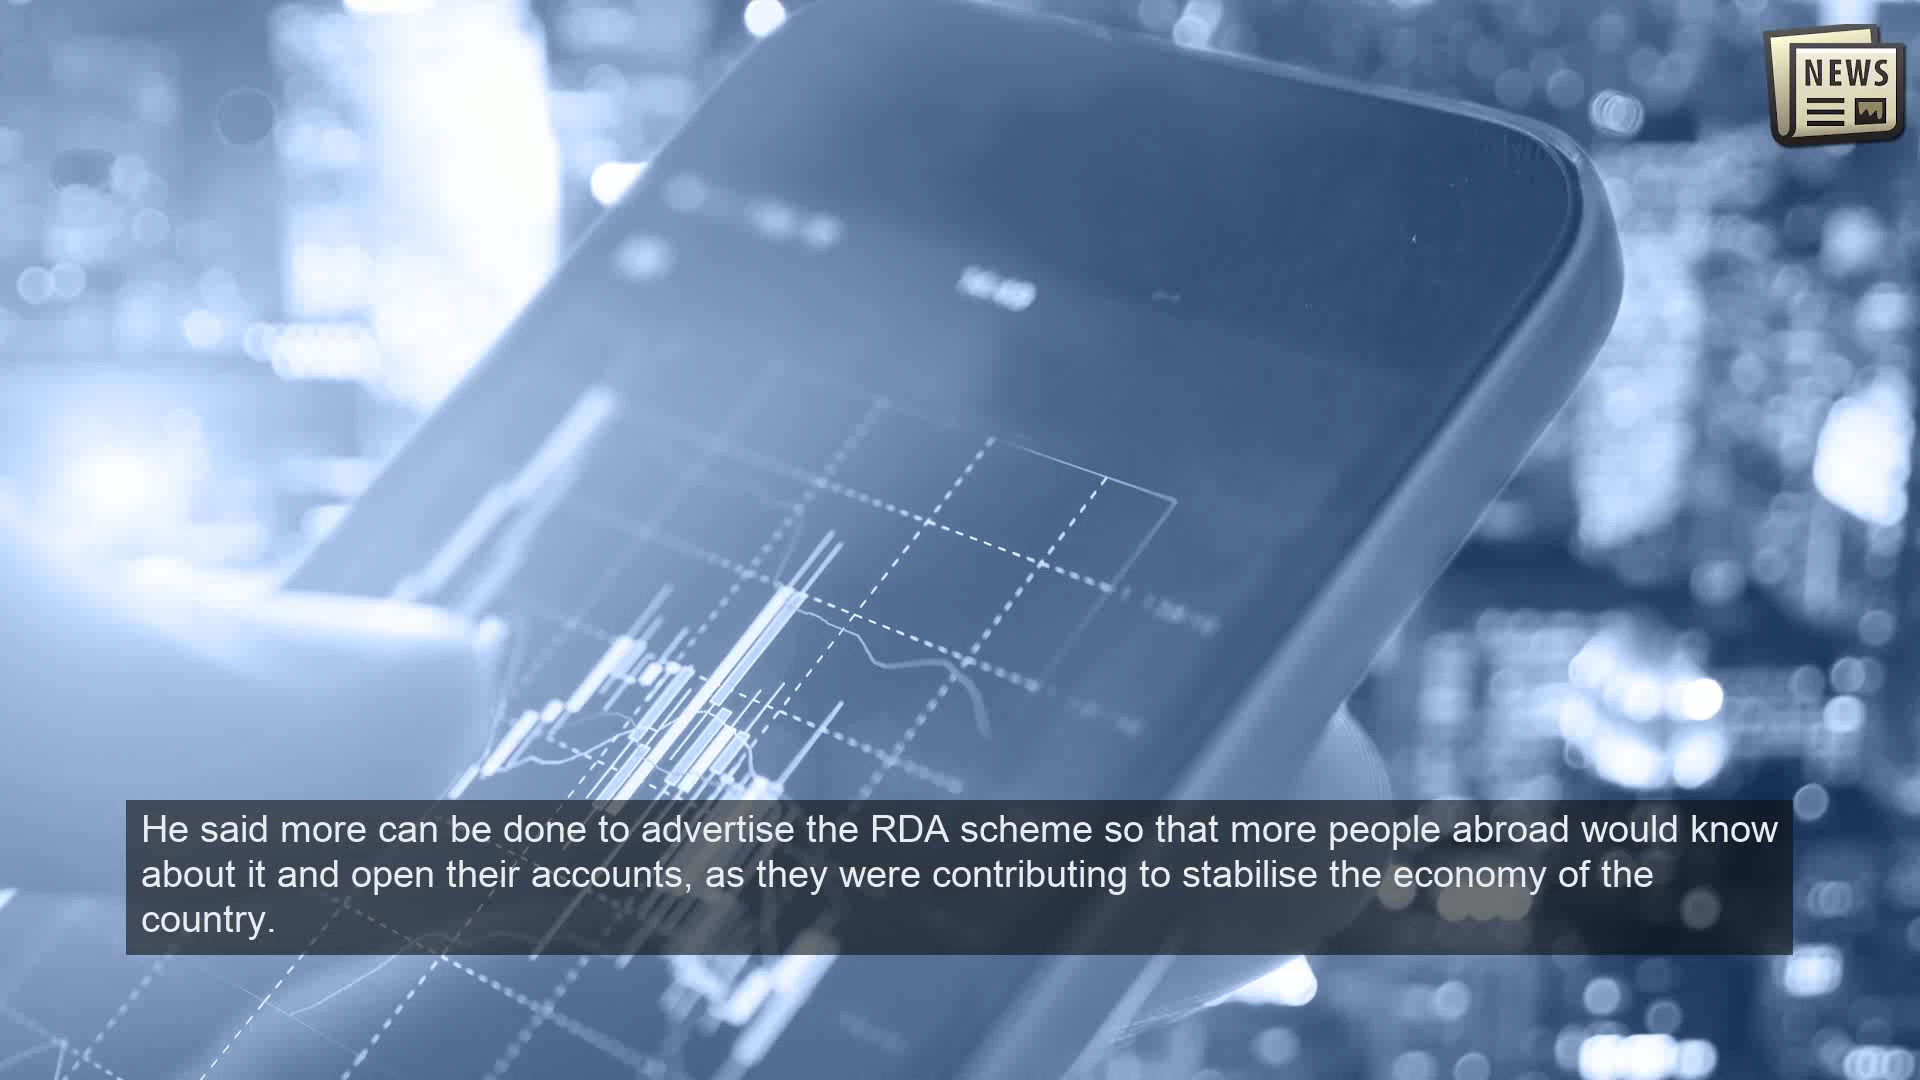 NEWS
He said more can be done to advertise the RDA scheme so that more people abroad would know
about it and open their accounts, as they were contributing to stabilise the economy of the
country.